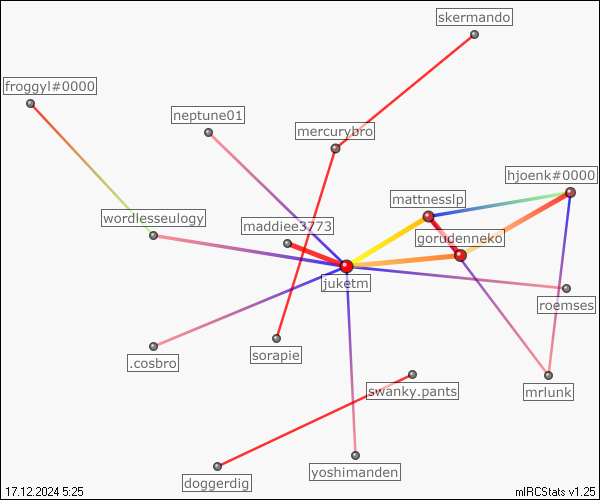 skermando
froggyl#0000
neptune01
mercurybro
hjoenk#0000
mattnesslp
wordlesseulogy
maddiee3773
gorudenneko
juketm
roemses
sorapie
.cosbro
swanky.pants
mrlunk
yoshimanden
doggerdig
17.12.2024 5:25
mIRCStats v1.25